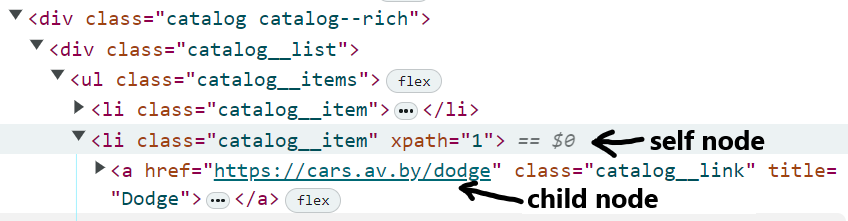 ▼<div class="catalog catalog--rich">
▼<div class="catalog__list">
▼<ul class="catalog__items"> flex
▶<li class="catalog__item">…</li>
▼<li class="catalog__item" xpath="1"> == $0 self node
▶<a href="https://cars.av.by/dodge" class="catalog__link" title=
"Dodge">…</a> flex child node